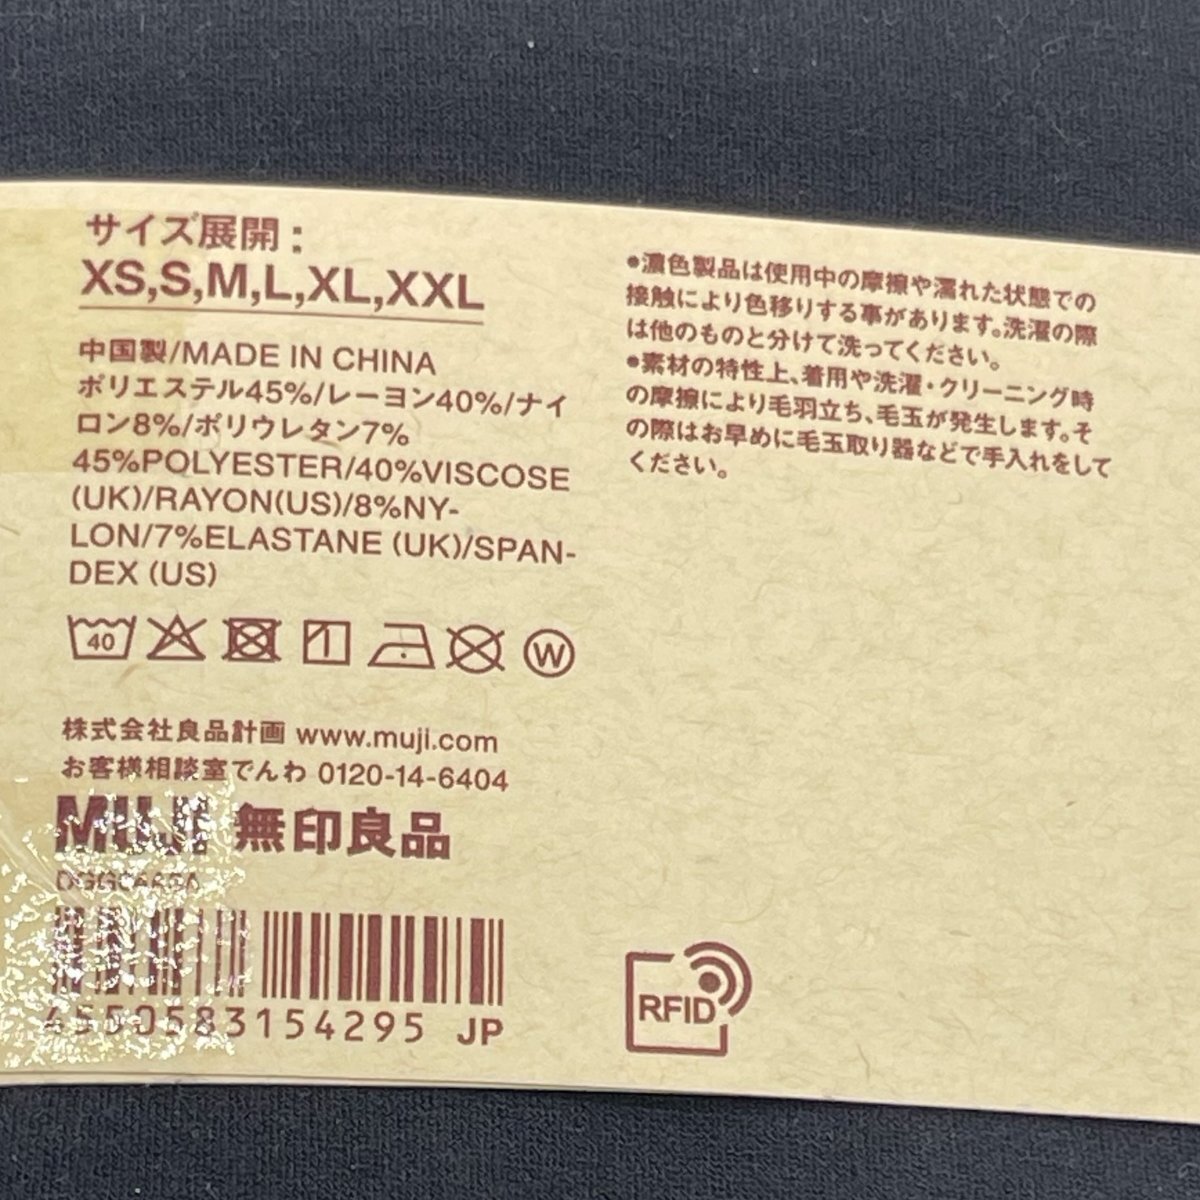 サイズ展開：
XS,S,M,L,XL,XXL
中国製/MADE IN CHINA
ポリエステル45%/レーヨン40%/ナイ
ロン8%/ポリウレタン7%
45%POLYESTER/40%VISCOSE
(UK)/RAYON(US)/8%NY-
LON/7%ELASTANE (UK)/SPAN-
DEX (US)
40
W
株式会社良品計画 www.muji.com
お客様相談室でんわ 0120-14-6404
MUJI 無印良品
4550583154295 JP
●濃色製品は使用中の摩擦や濡れた状態での
接触により色移りする事があります。洗濯の際
は他のものと分けて洗ってください。
●素材の特性上、着用や洗濯・クリーニング時
の摩擦により毛羽立ち、毛玉が発生します。そ
の際はお早めに毛玉取り器などで手入れをして
ください。
RFID